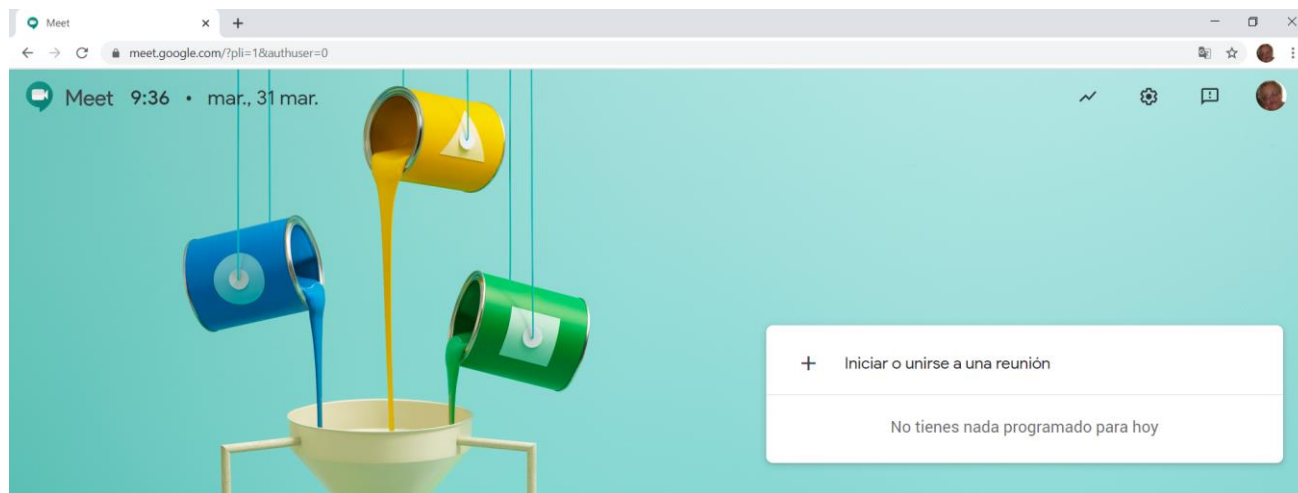 Meet
meet.google.com/?pli=1&authuser=0
Meet 9:36 • mar., 31 mar.
Iniciar o unirse a una reunión
No tienes nada programado para hoy